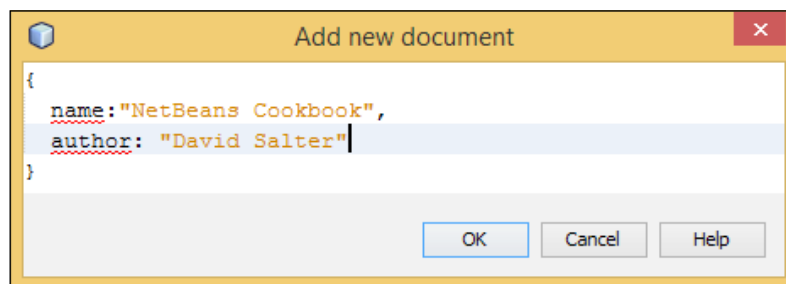 Add new document
{
name:"NetBeans Cookbook",
author: "David Salter"
}
OK Cancel Help